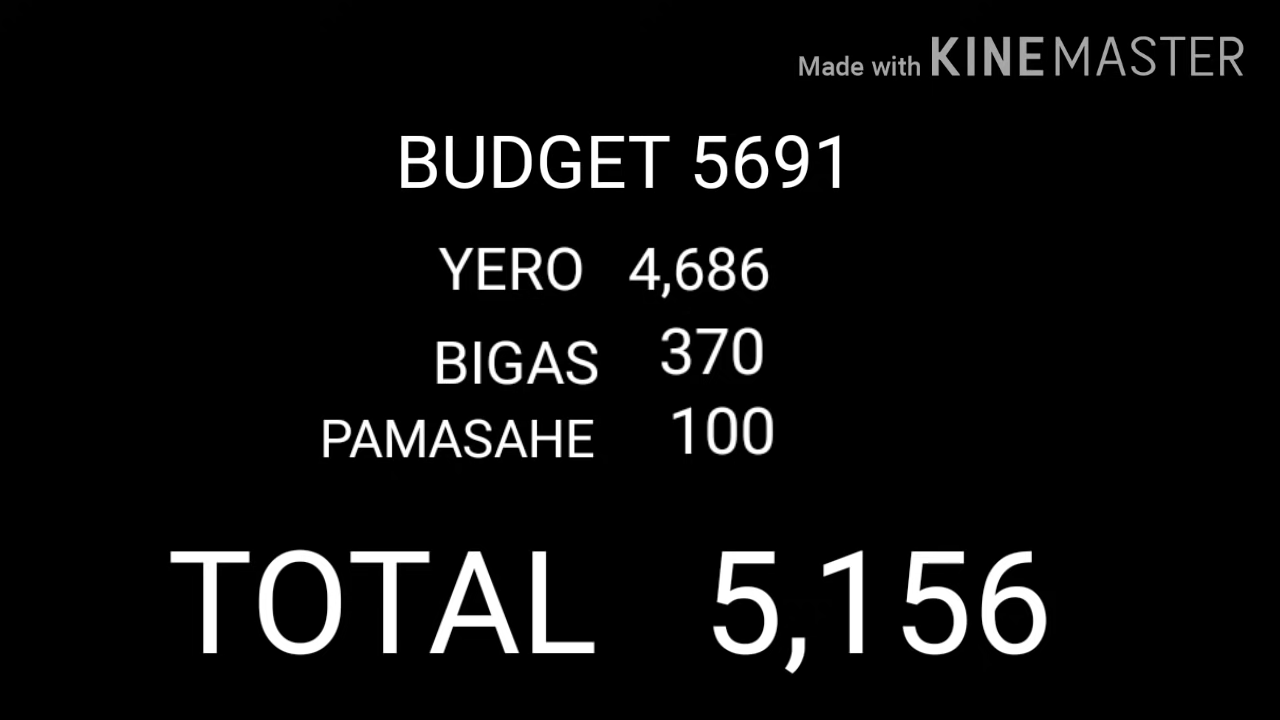 Made with KINEMASTER
BUDGET 5691
YERO 4,686
BIGAS 370
PAMASAHE 100
TOTAL 5,156